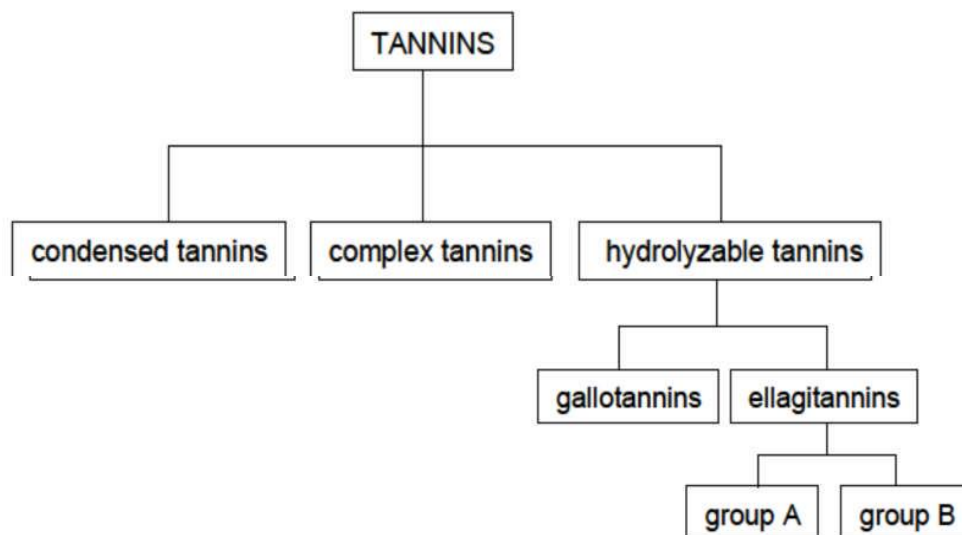 TANNINS
condensed tannins
complex tannins
hydrolyzable tannins
gallotannins
ellagitannins
group A
group B